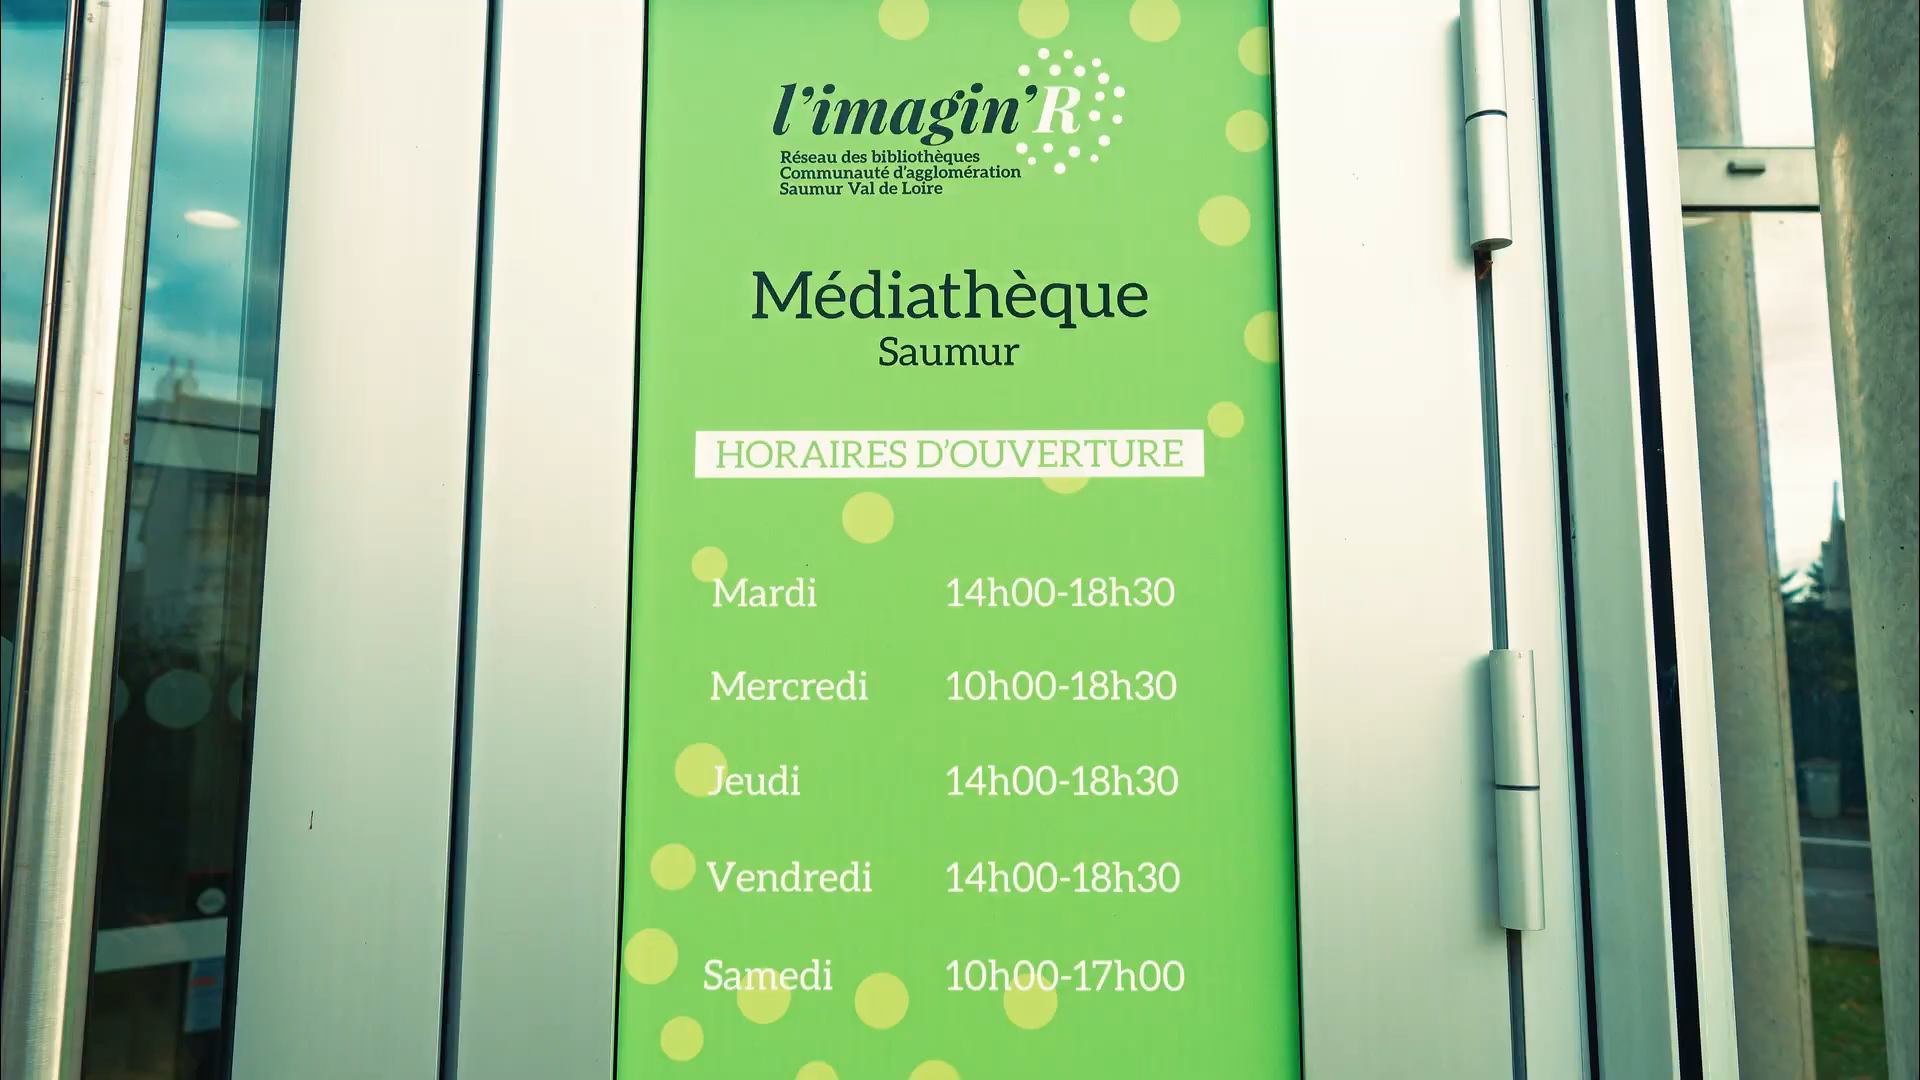 l’imagin’R
Réseau des bibliothèques
Communauté d’agglomération
Saumur Val de Loire
Médiathèque
Saumur
HORAIRES D’OUVERTURE
Mardi 14h00-18h30
Mercredi 10h00-18h30
Jeudi 14h00-18h30
Vendredi 14h00-18h30
Samedi 10h00-17h00